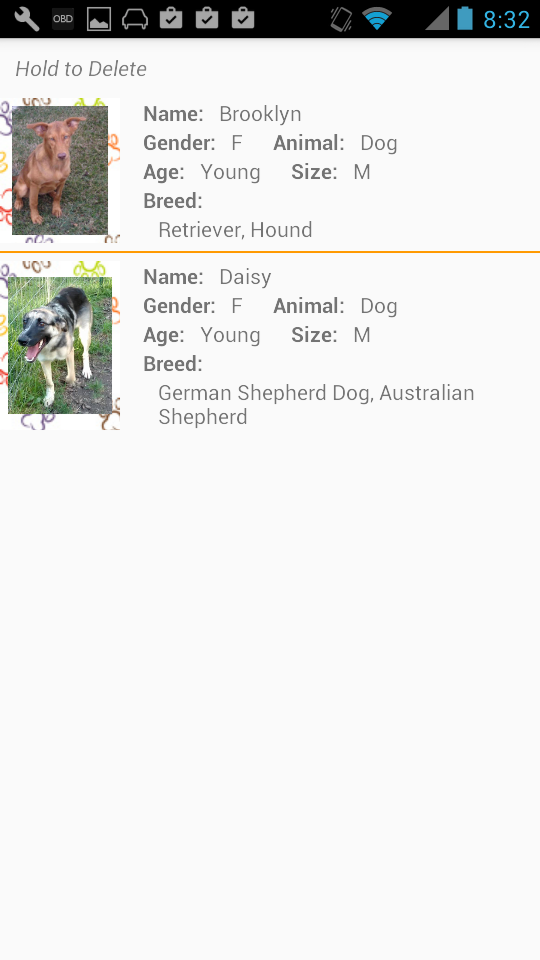 OBD
8:32
Hold to Delete
Name: Brooklyn
Gender: F Animal: Dog
Age: Young Size: M
Breed:
Retriever, Hound
Name: Daisy
Gender: F Animal: Dog
Age: Young Size: M
Breed:
German Shepherd Dog, Australian
Shepherd